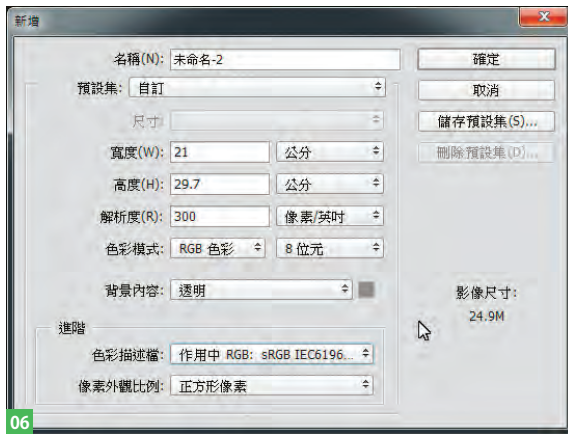 新增
名稱(N): 未命名-2
確定
預設集: 自訂
取消
尺寸:
儲存預設集(S)...
寬度(W): 21 公分
刪除預設集(D)...
高度(H): 29.7 公分
解析度(R): 300 像素/英吋
色彩模式: RGB 色彩 8 位元
背景內容: 透明
影像尺寸:
24.9M
進階
色彩描述檔: 作用中 RGB: sRGB IEC6196...
像素外觀比例: 正方形像素
06